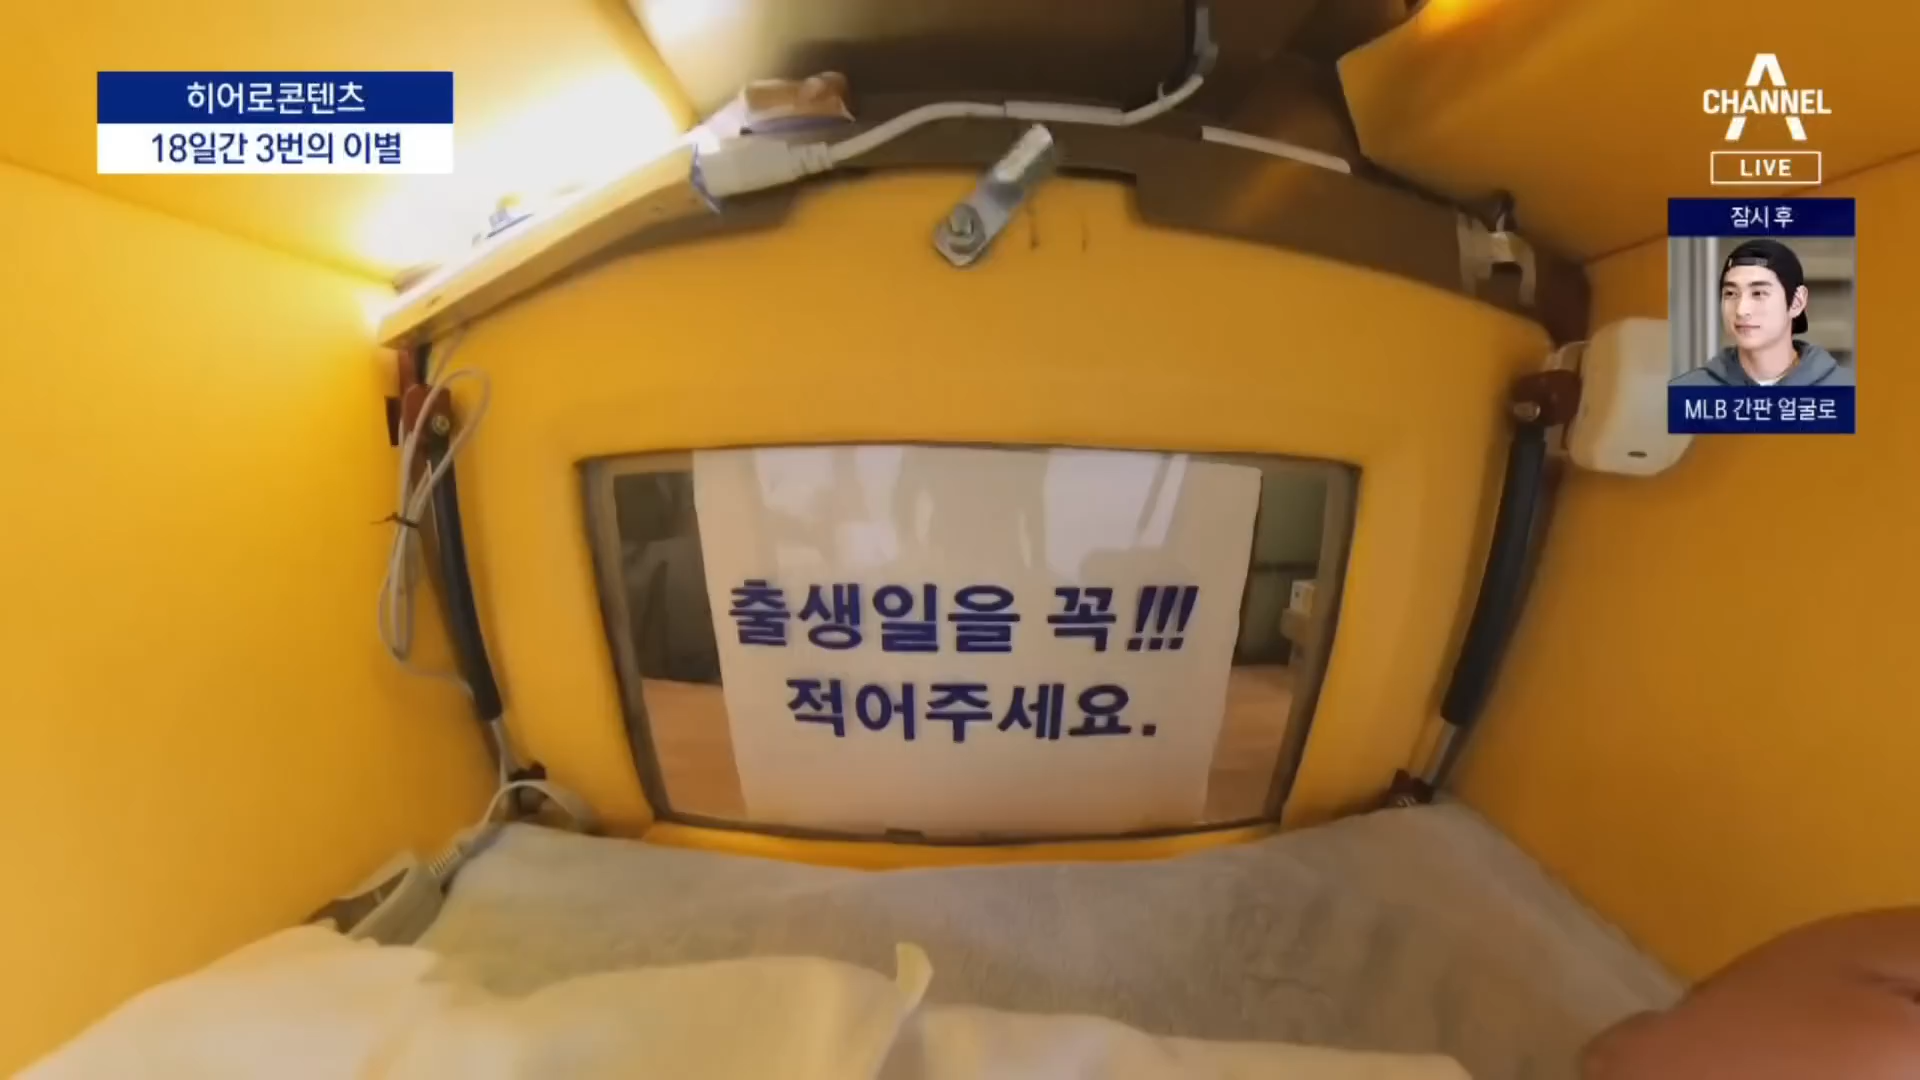 히어로콘텐츠
18일간 3번의 이별
CHANNEL A
LIVE
잠시 후
MLB 간판 얼굴로
출생일을 꼭!!!
적어주세요.